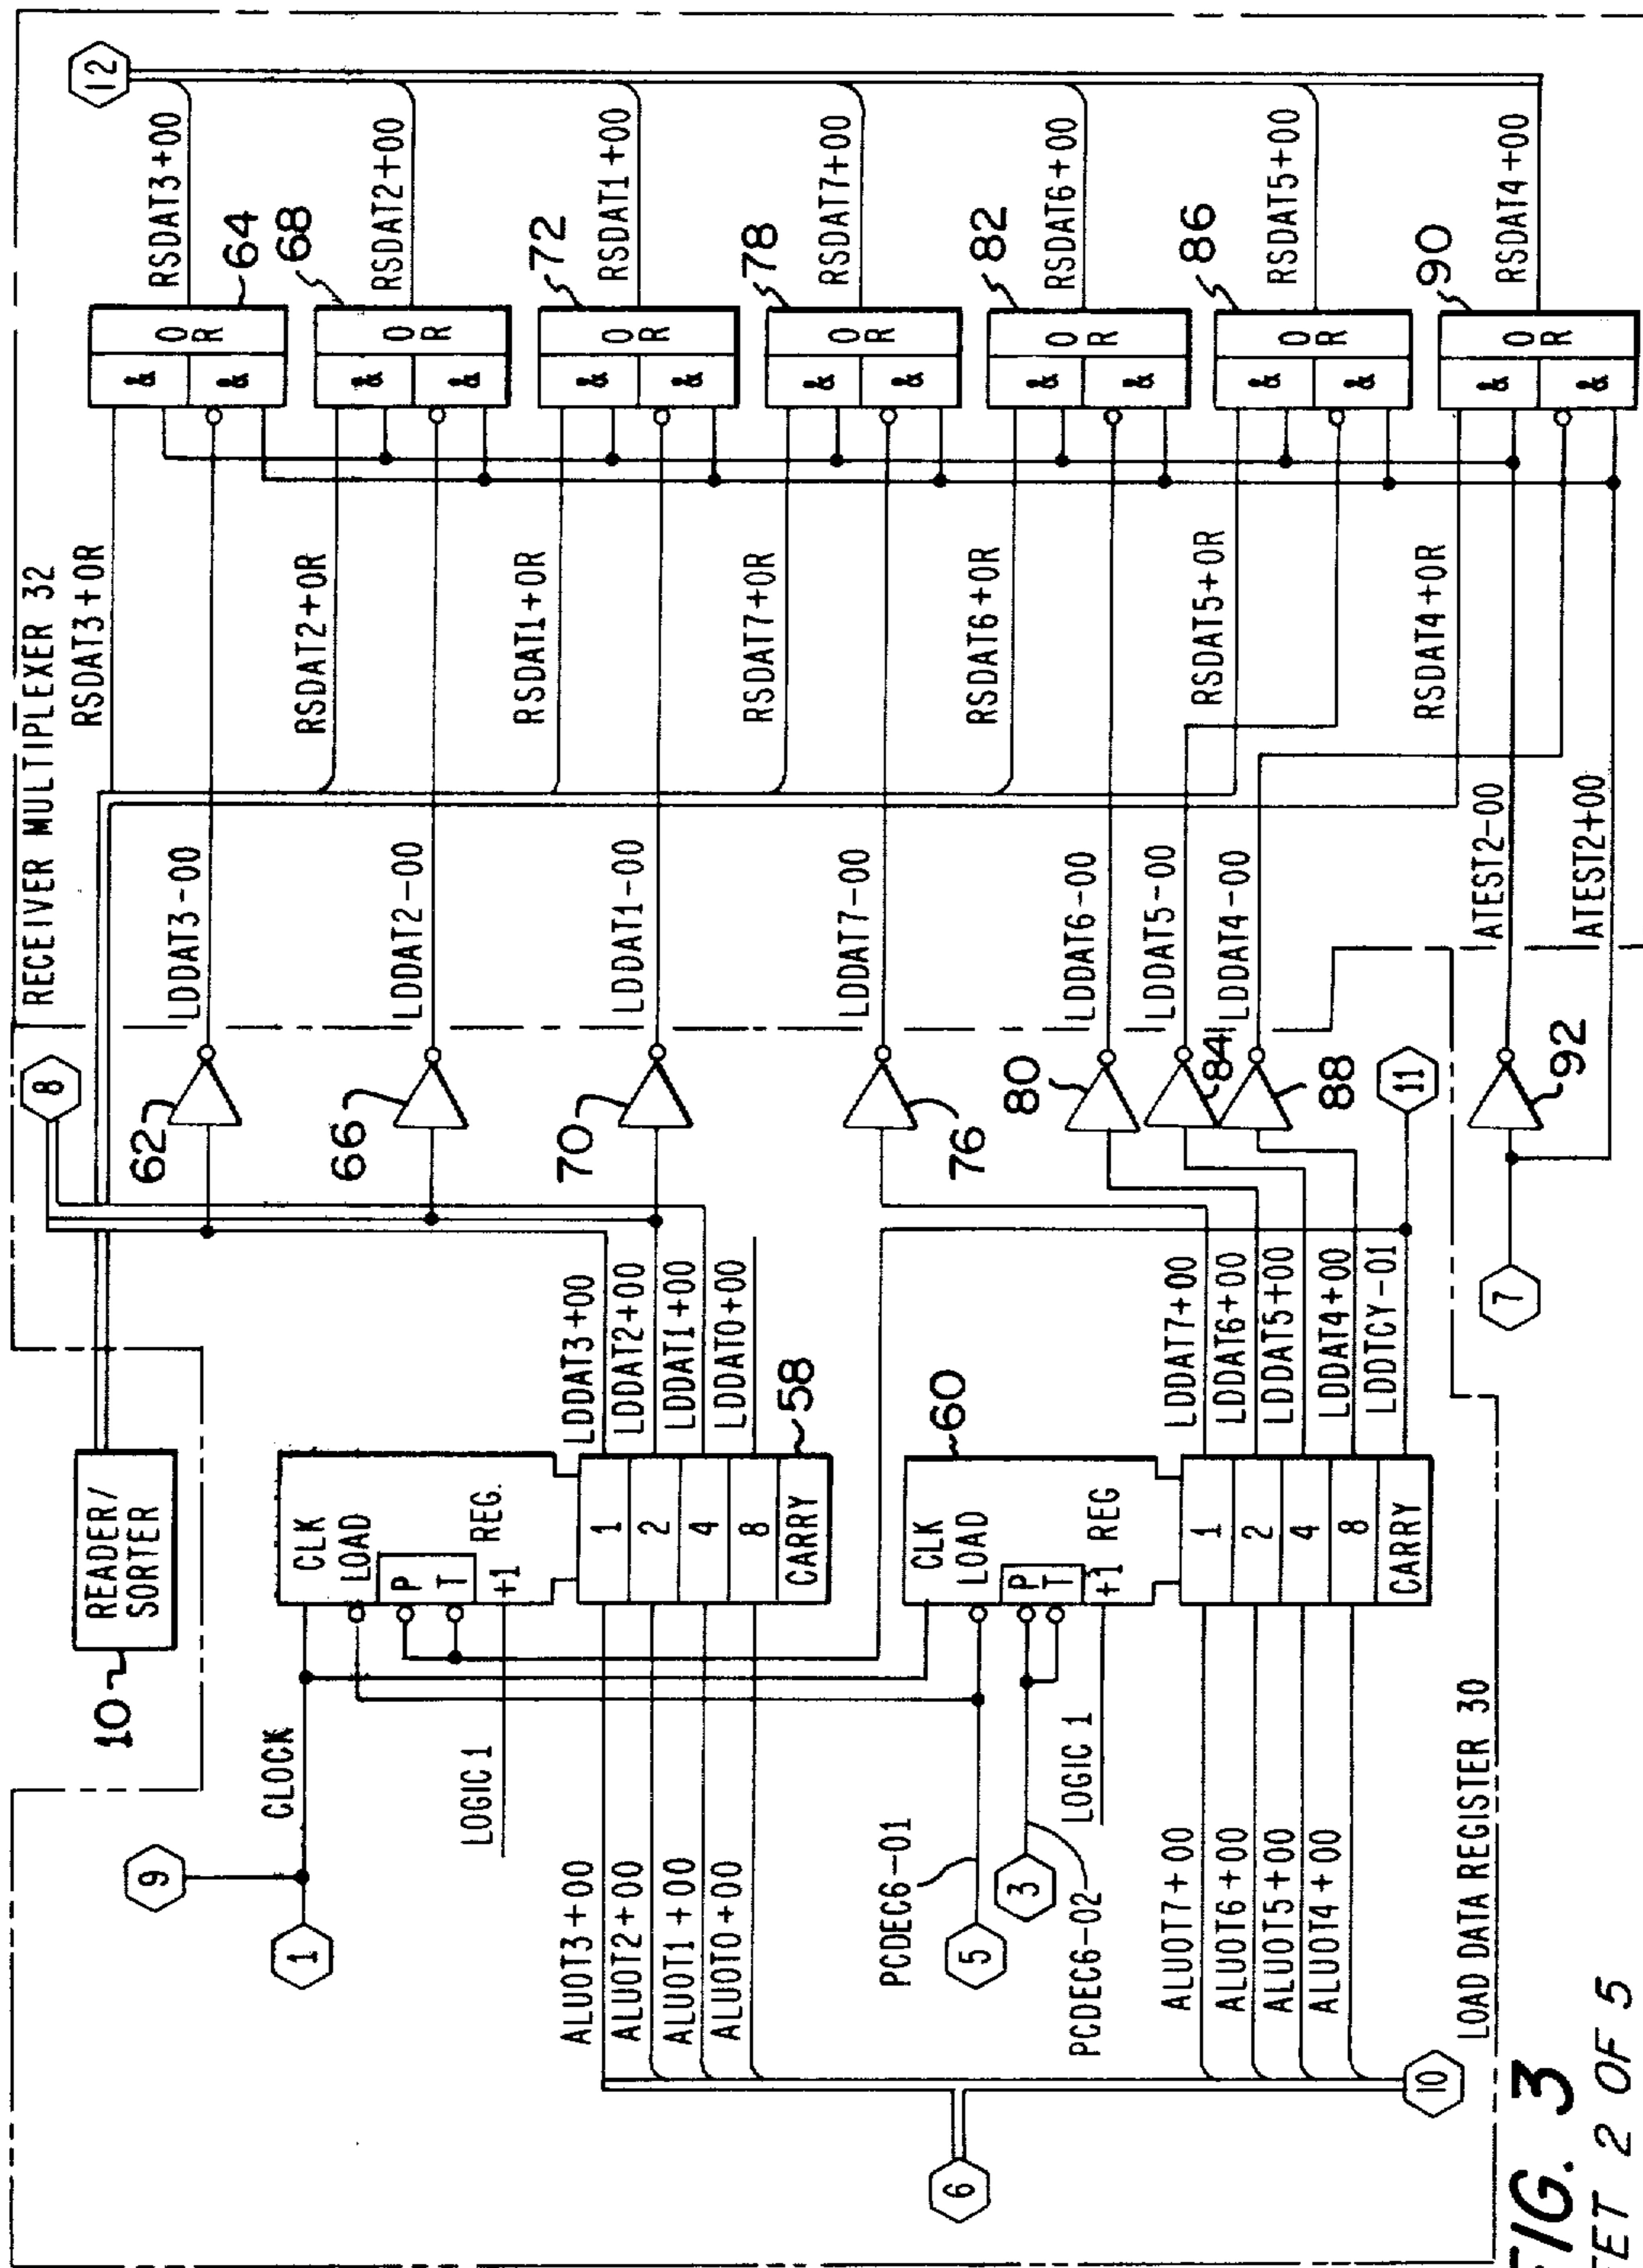 RECEIVER MULTIPLEXER 32
12
8
READER/
SORTER
10
RSDAT3+0R
RSDAT3+00
64
LDDAT3-00
62
RSDAT2+0R
RSDAT2+00
68
LDDAT2-00
66
RSDAT1+0R
RSDAT1+00
72
LDDAT1-00
70
RSDAT7+0R
RSDAT7+00
78
LDDAT7-00
76
RSDAT6+0R
RSDAT6+00
82
LDDAT6-00
80
RSDAT5+0R
RSDAT5+00
86
LDDAT5-00
84
RSDAT4+0R
RSDAT4+00
90
LDDAT4-00
88
& & OR
& & OR
& & OR
& & OR
& & OR
& & OR
& & OR
ATEST2-00
ATEST2+00
92
7
11
9
1
CLOCK
LOGIC 1
CLK
LOAD
P
T
+1
REG.
1
2
4
8
CARRY
58
LDDAT3+00
LDDAT2+00
LDDAT1+00
LDDAT0+00
ALUOT3+00
ALUOT2+00
ALUOT1+00
ALUOT0+00
PCDEC6-01
5
3
PCDEC6-02
LOGIC 1
60
CLK
LOAD
P
T
+1
REG
1
2
4
8
CARRY
LDDAT7+00
LDDAT6+00
LDDAT5+00
LDDAT4+00
LDDTCY-01
ALUOT7+00
ALUOT6+00
ALUOT5+00
ALUOT4+00
6
10
LOAD DATA REGISTER 30
FIG. 3
EET 2 OF 5